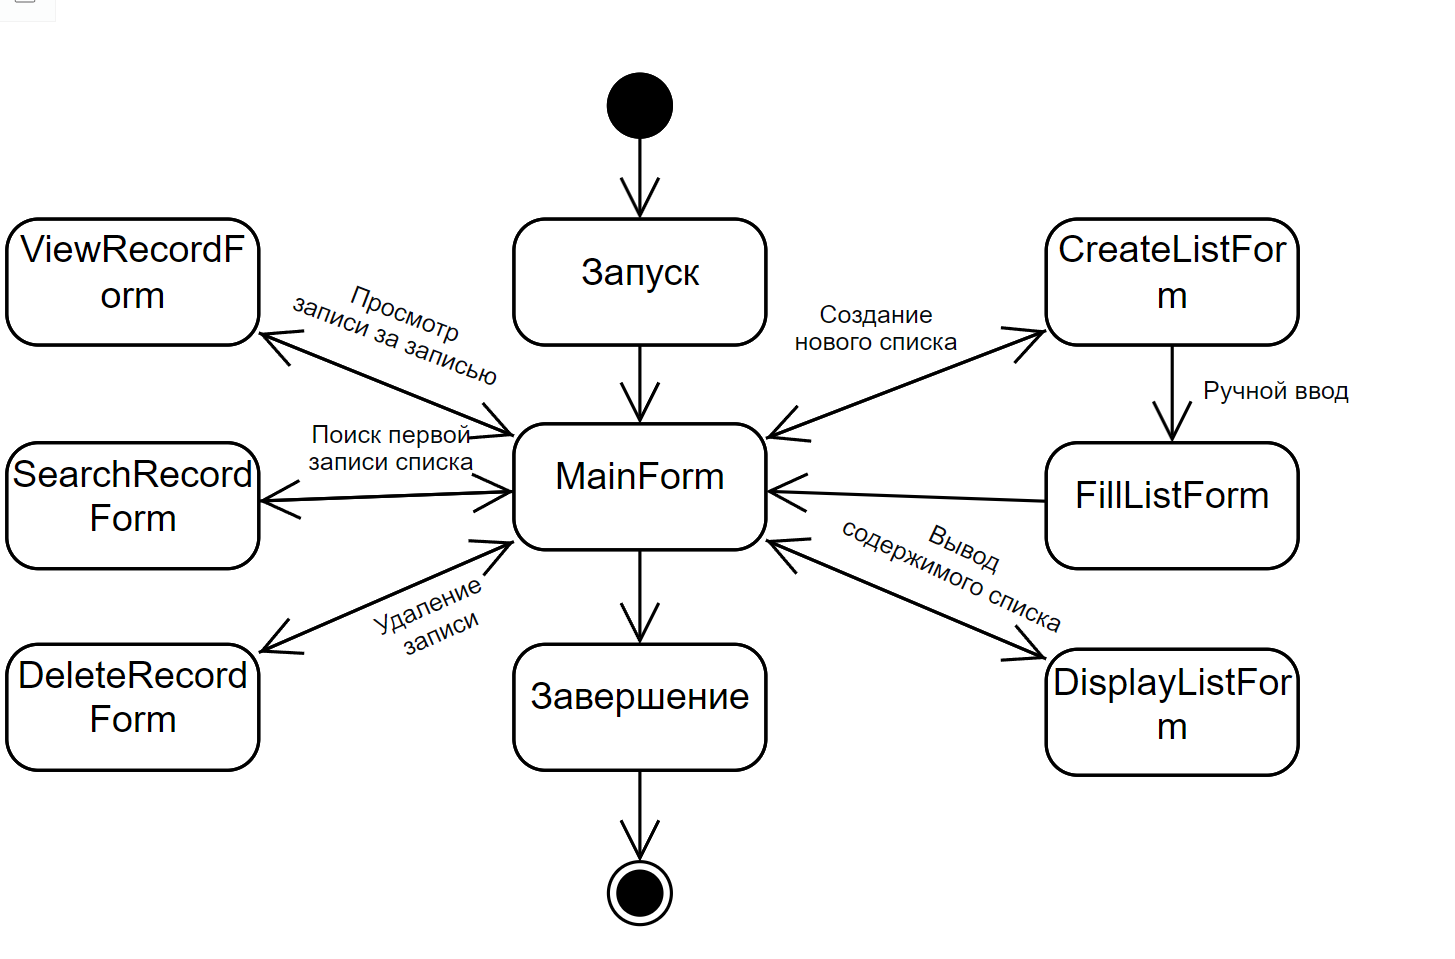 ViewRecordF
orm
Просмотр
записи за записью
Запуск
Создание
нового списка
CreateListFor
m
Ручной ввод
SearchRecord
Form
Поиск первой
записи списка
MainForm
FillListForm
Вывод
содержимого списка
DeleteRecord
Form
Удаление
записи
Завершение
DisplayListFor
m